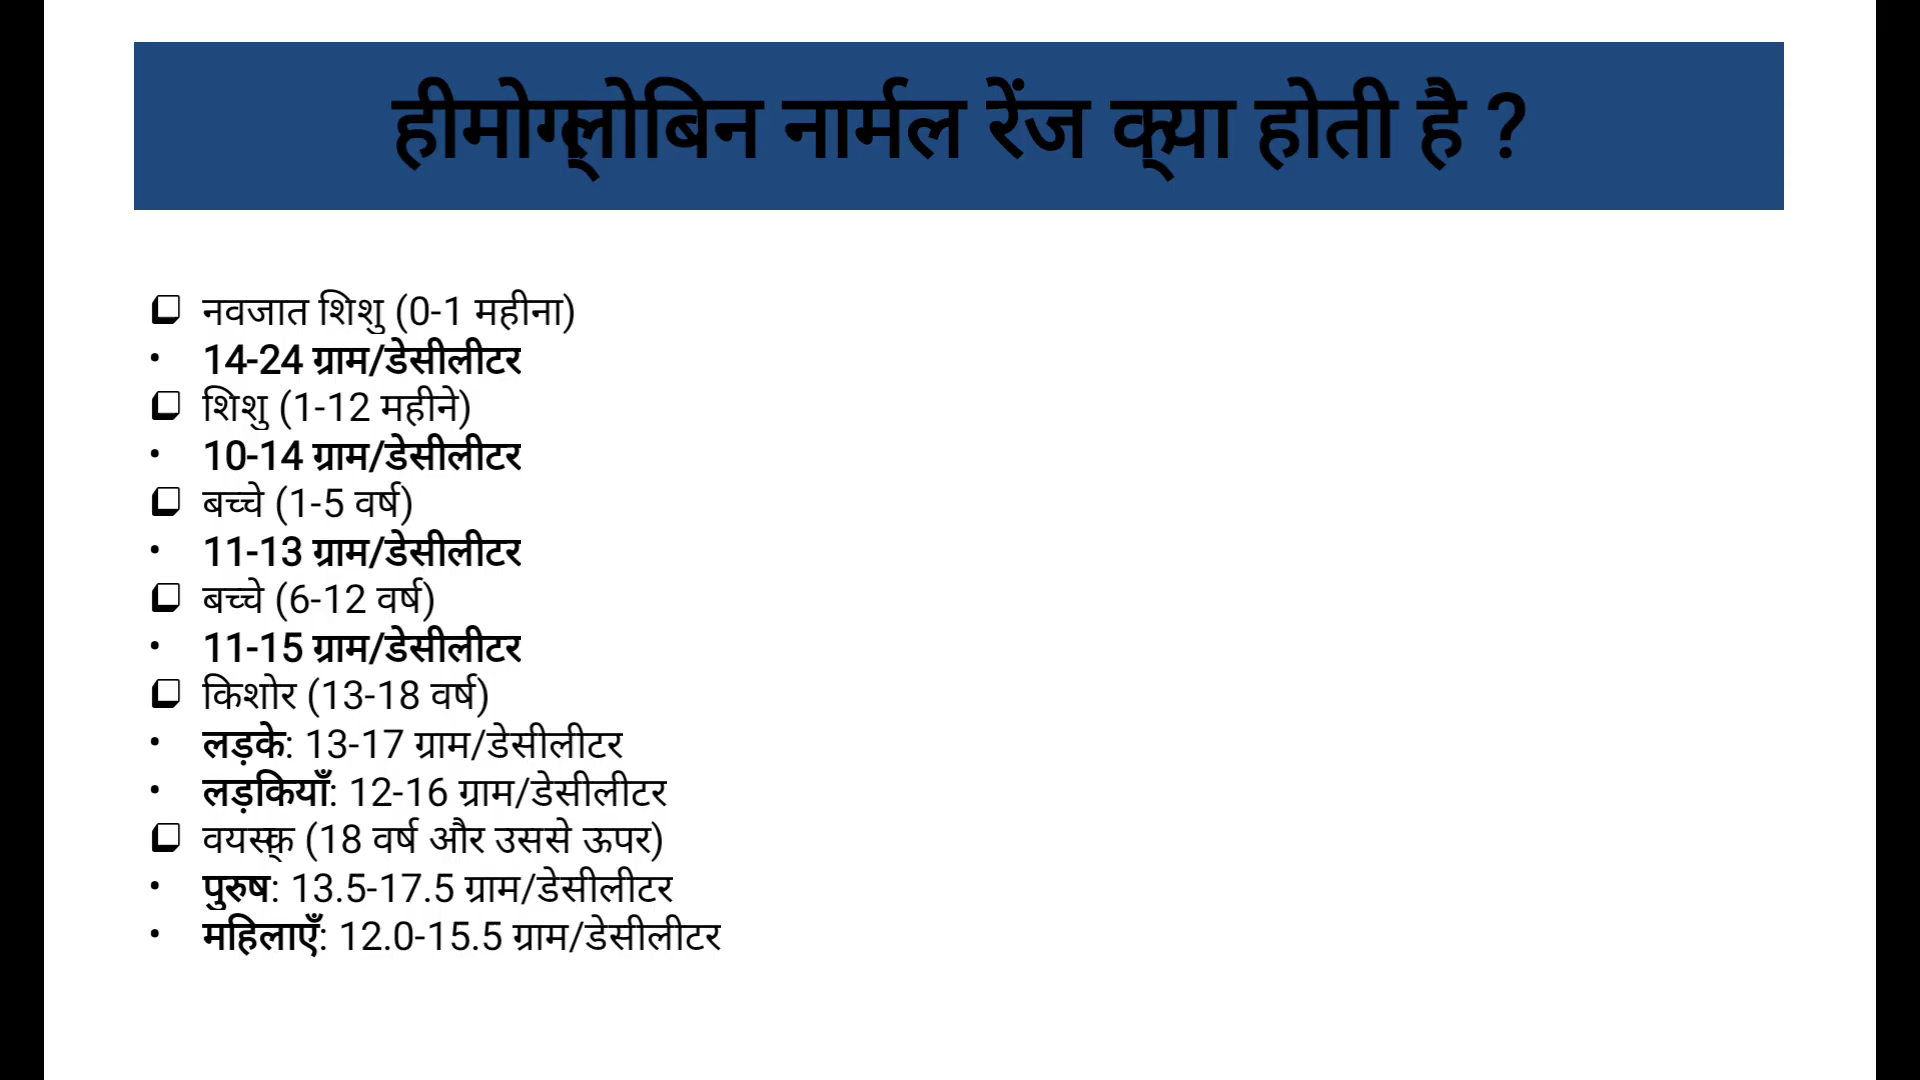 हीमोग्लोबिन नार्मल रेंज क्या होती है ?
❑ नवजात शिशु (0-1 महीना)
• 14-24 ग्राम/डेसीलीटर
❑ शिशु (1-12 महीने)
• 10-14 ग्राम/डेसीलीटर
❑ बच्चे (1-5 वर्ष)
• 11-13 ग्राम/डेसीलीटर
❑ बच्चे (6-12 वर्ष)
• 11-15 ग्राम/डेसीलीटर
❑ किशोर (13-18 वर्ष)
• लड़के: 13-17 ग्राम/डेसीलीटर
• लड़कियाँ: 12-16 ग्राम/डेसीलीटर
❑ वयस्क (18 वर्ष और उससे ऊपर)
• पुरुष: 13.5-17.5 ग्राम/डेसीलीटर
• महिलाएँ: 12.0-15.5 ग्राम/डेसीलीटर